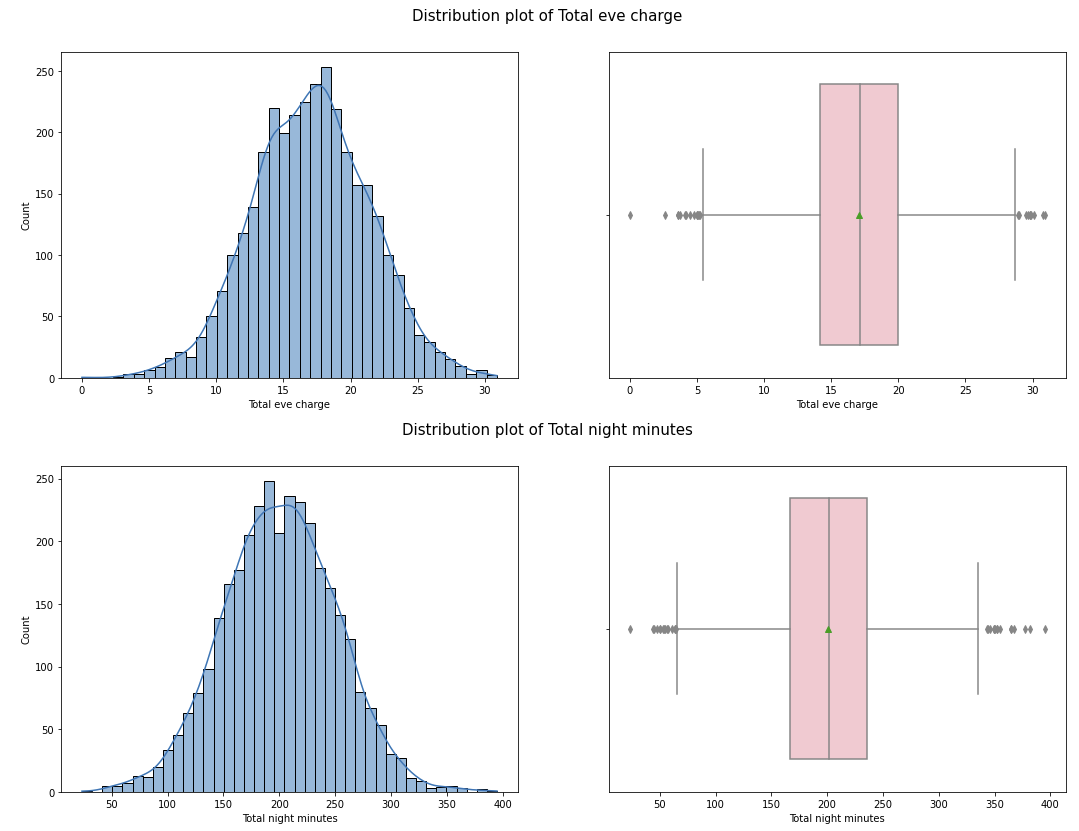 Distribution plot of Total eve charge
250
200
150
100
50
0
Count
0 5 10 15 20 25 30
Total eve charge
0 5 10 15 20 25 30
Total eve charge
Distribution plot of Total night minutes
250
200
150
100
50
0
Count
50 100 150 200 250 300 350 400
Total night minutes
50 100 150 200 250 300 350 400
Total night minutes